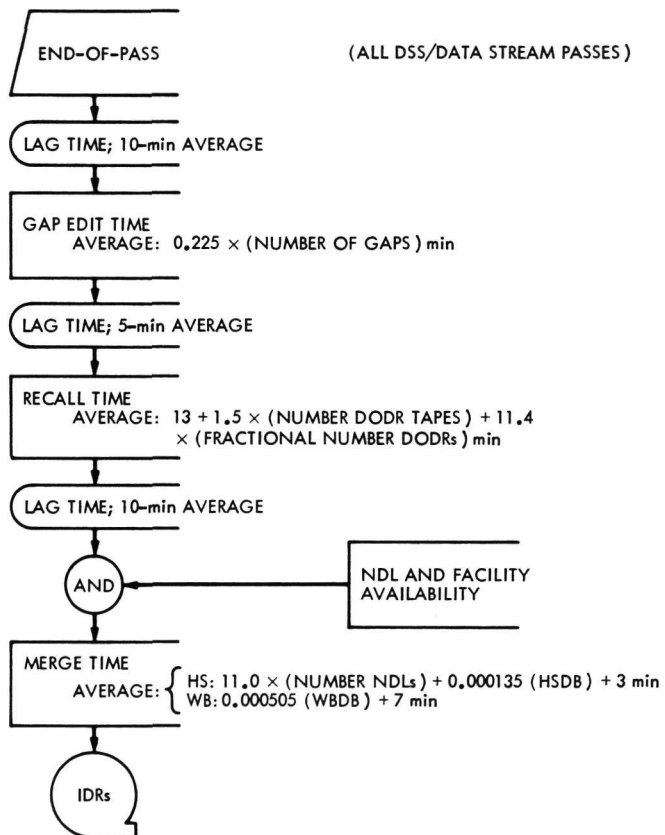 END-OF-PASS
(ALL DSS/DATA STREAM PASSES)
LAG TIME; 10-min AVERAGE
GAP EDIT TIME
AVERAGE: 0.225 × (NUMBER OF GAPS) min
LAG TIME; 5-min AVERAGE
RECALL TIME
AVERAGE: 13 + 1.5 × (NUMBER DODR TAPES) + 11.4
× (FRACTIONAL NUMBER DODRs) min
LAG TIME; 10-min AVERAGE
AND
NDL AND FACILITY
AVAILABILITY
MERGE TIME
AVERAGE:
HS: 11.0 × (NUMBER NDLs) + 0.000135 (HSDB) + 3 min
WB: 0.000505 (WBDB) + 7 min
IDRs